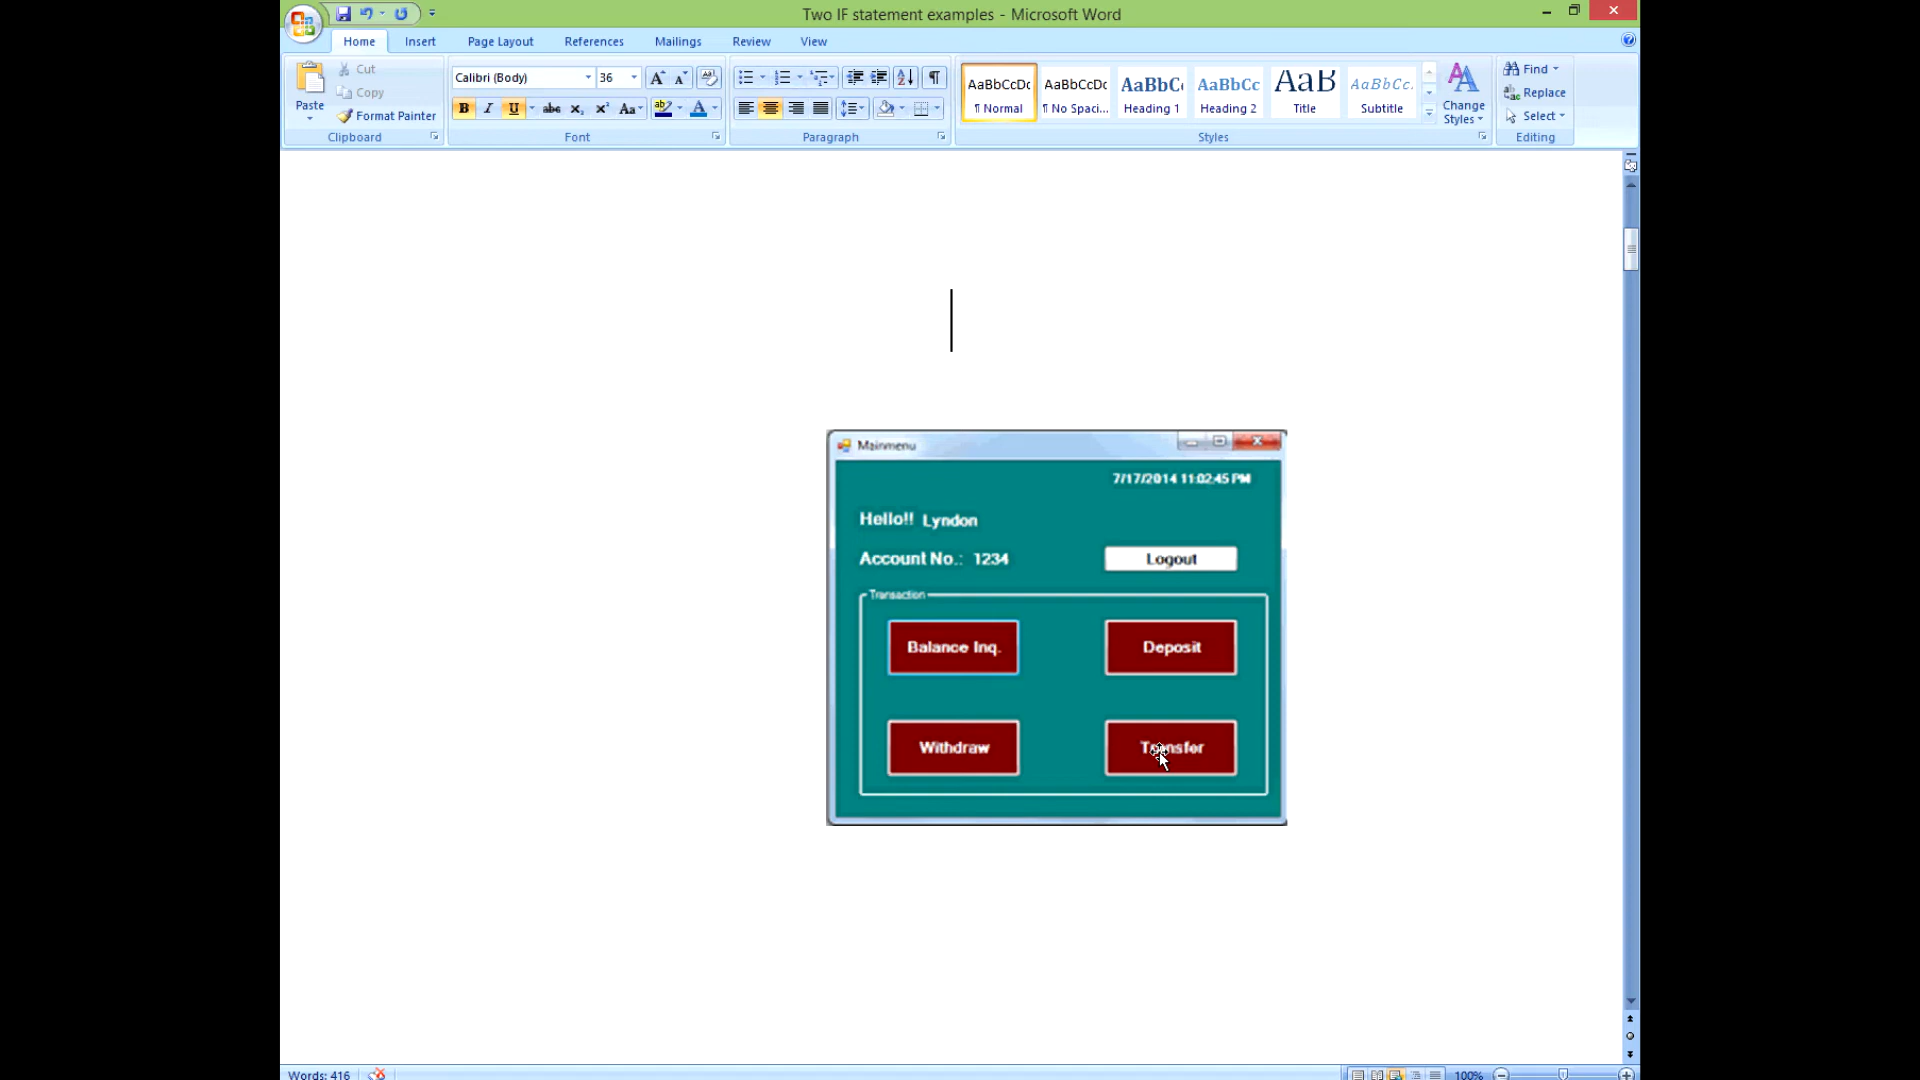 Two IF statement examples - Microsoft Word
Home Insert Page Layout References Mailings Review View
Paste
Cut
Copy
Format Painter
Clipboard
Calibri (Body) 36
Font
Paragraph
AaBbCcDc AaBbCcDc AaBbC AaBbCc AaB AaBbCc.
¶ Normal ¶ No Spaci... Heading 1 Heading 2 Title Subtitle
Change
Styles
Styles
Find
Replace
Select
Editing
Mainmenu
7/17/2014 11:02:45 PM
Hello!! Lyndon
Account No.: 1234
Logout
Transaction
Balance Inq.
Deposit
Withdraw
Transfer
Words: 416
100%